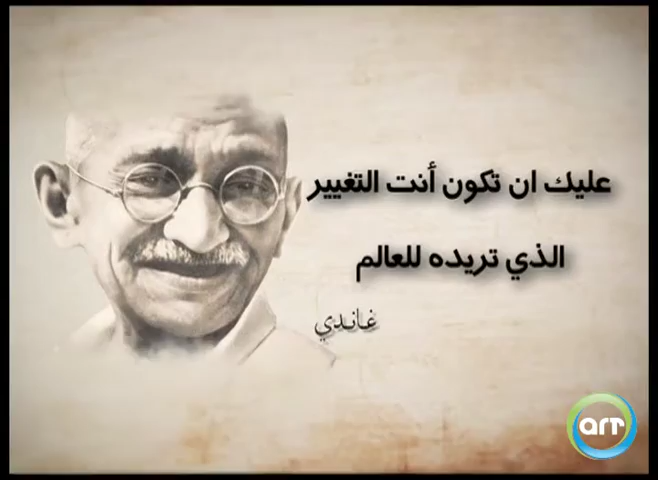 عليك ان تكون أنت التغيير
الذي تريده للعالم
غاندي
art